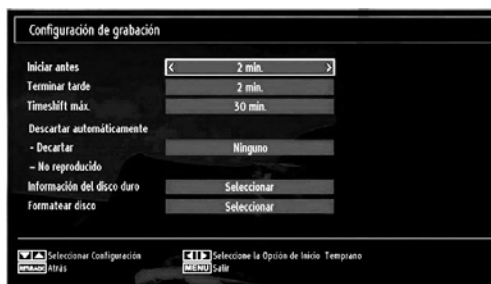 Configuración de grabación
Iniciar antes < 2 min. >
Terminar tarde 2 min.
Timeshift máx. 30 min.
Descartar automáticamente
- Decartar Ninguno
– No reproducido
Información del disco duro Seleccionar
Formatear disco Seleccionar
Seleccionar Configuración Seleccione la Opción de Inicio Temprano
Atrás MENU Salir